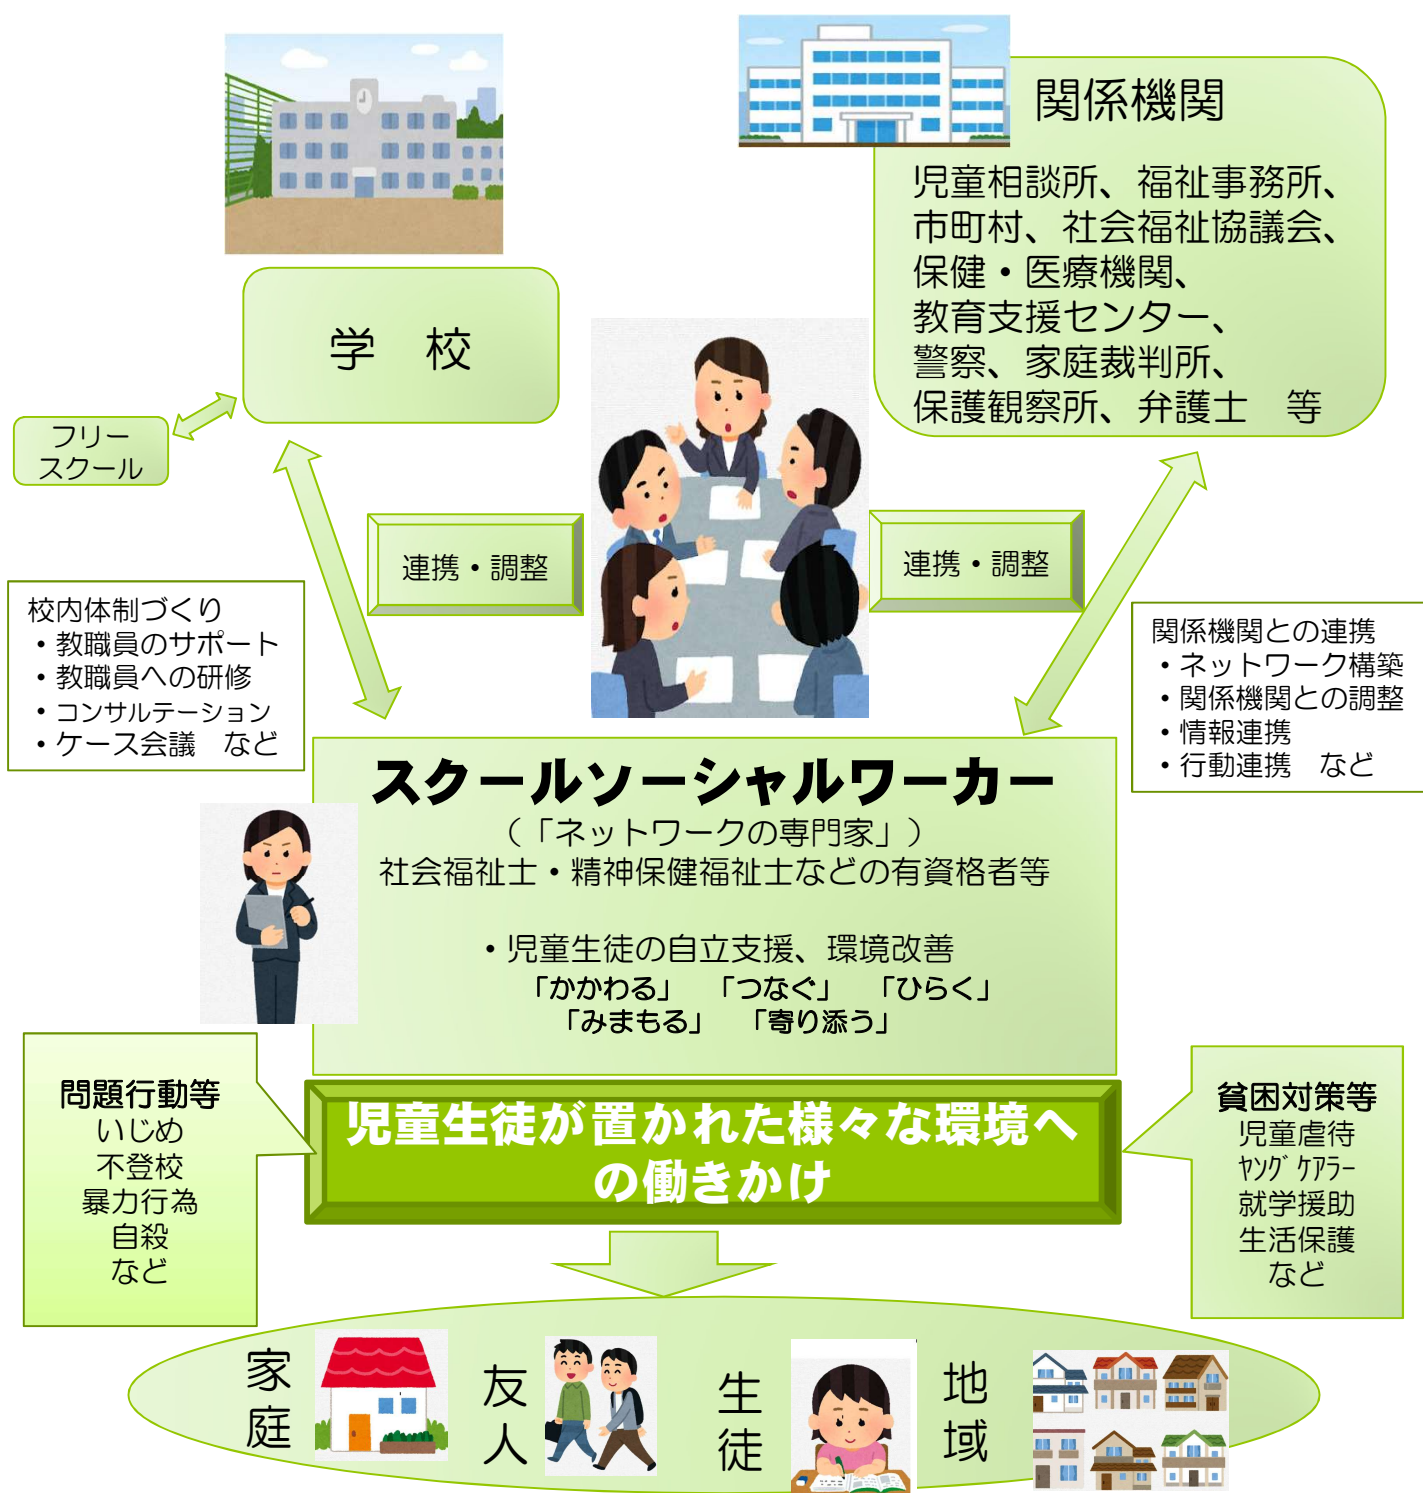 関係機関
児童相談所、福祉事務所、
市町村、社会福祉協議会、
保健・医療機関、
教育支援センター、
警察、家庭裁判所、
保護観察所、弁護士　等
学　校
フリー
スクール
連携・調整
連携・調整
校内体制づくり
・教職員のサポート
・教職員への研修
・コンサルテーション
・ケース会議　など
関係機関との連携
・ネットワーク構築
・関係機関との調整
・情報連携
・行動連携　など
スクールソーシャルワーカー
（「ネットワークの専門家」）
社会福祉士・精神保健福祉士などの有資格者等
・児童生徒の自立支援、環境改善
「かかわる」　「つなぐ」　「ひらく」
「みまもる」　「寄り添う」
問題行動等
いじめ
不登校
暴力行為
自殺
など
児童生徒が置かれた様々な環境へ
の働きかけ
貧困対策等
児童虐待
ﾔﾝｸﾞｹｱﾗｰ
就学援助
生活保護
など
家庭
友人
生徒
地域